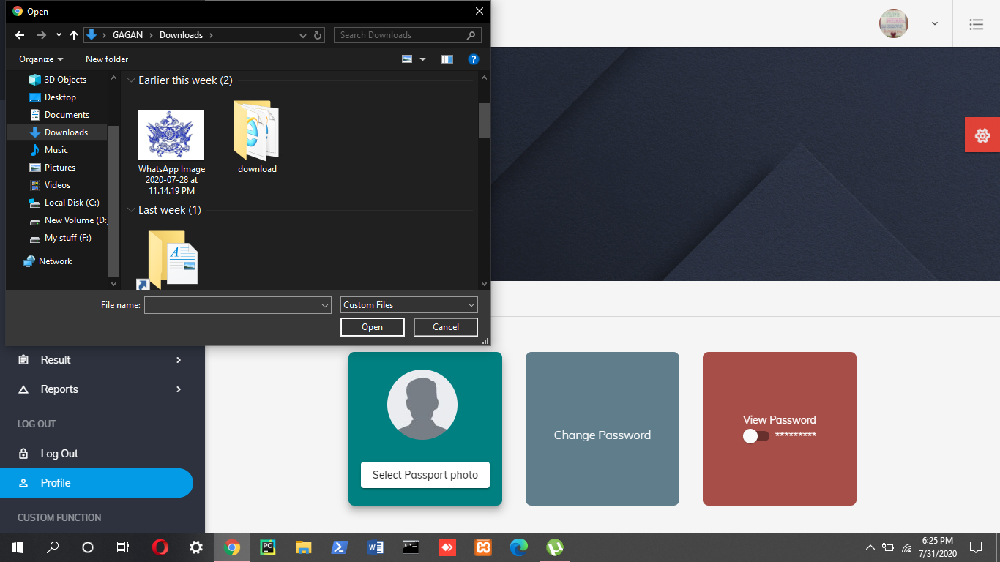 Open
GAGAN
Downloads
Search Downloads
Organize
New folder
3D Objects
Desktop
Documents
Downloads
Music
Pictures
Videos
Local Disk (C:)
New Volume (D:)
My stuff (F:)
Network
Earlier this week (2)
WhatsApp Image
2020-07-28 at
11.14.19 PM
download
Last week (1)
File name:
Custom Files
Open
Cancel
Result
Reports
LOG OUT
Log Out
Profile
CUSTOM FUNCTION
Select Passport photo
Change Password
View Password
*********
6:25 PM
7/31/2020